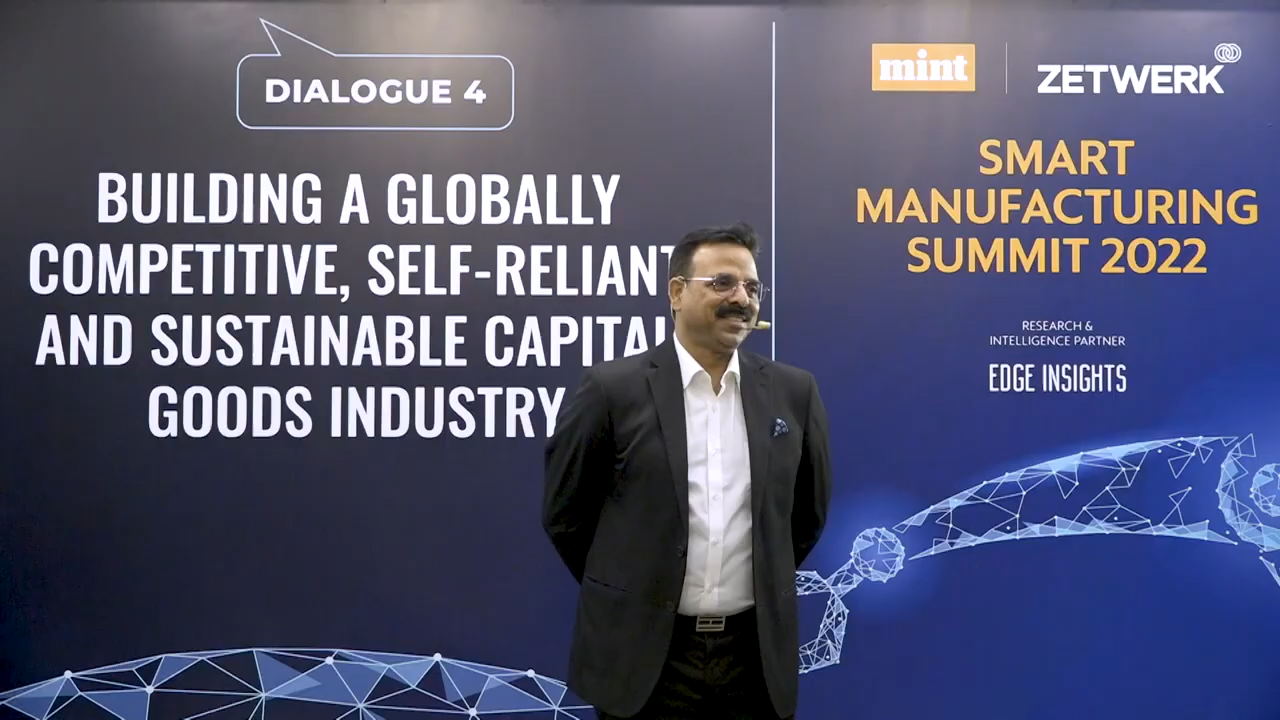 DIALOGUE 4
BUILDING A GLOBALLY
COMPETITIVE, SELF-RELIANT
AND SUSTAINABLE CAPITAL
GOODS INDUSTRY
mint
ZETWERK
SMART
MANUFACTURING
SUMMIT 2022
RESEARCH &
INTELLIGENCE PARTNER
EDGE INSIGHTS